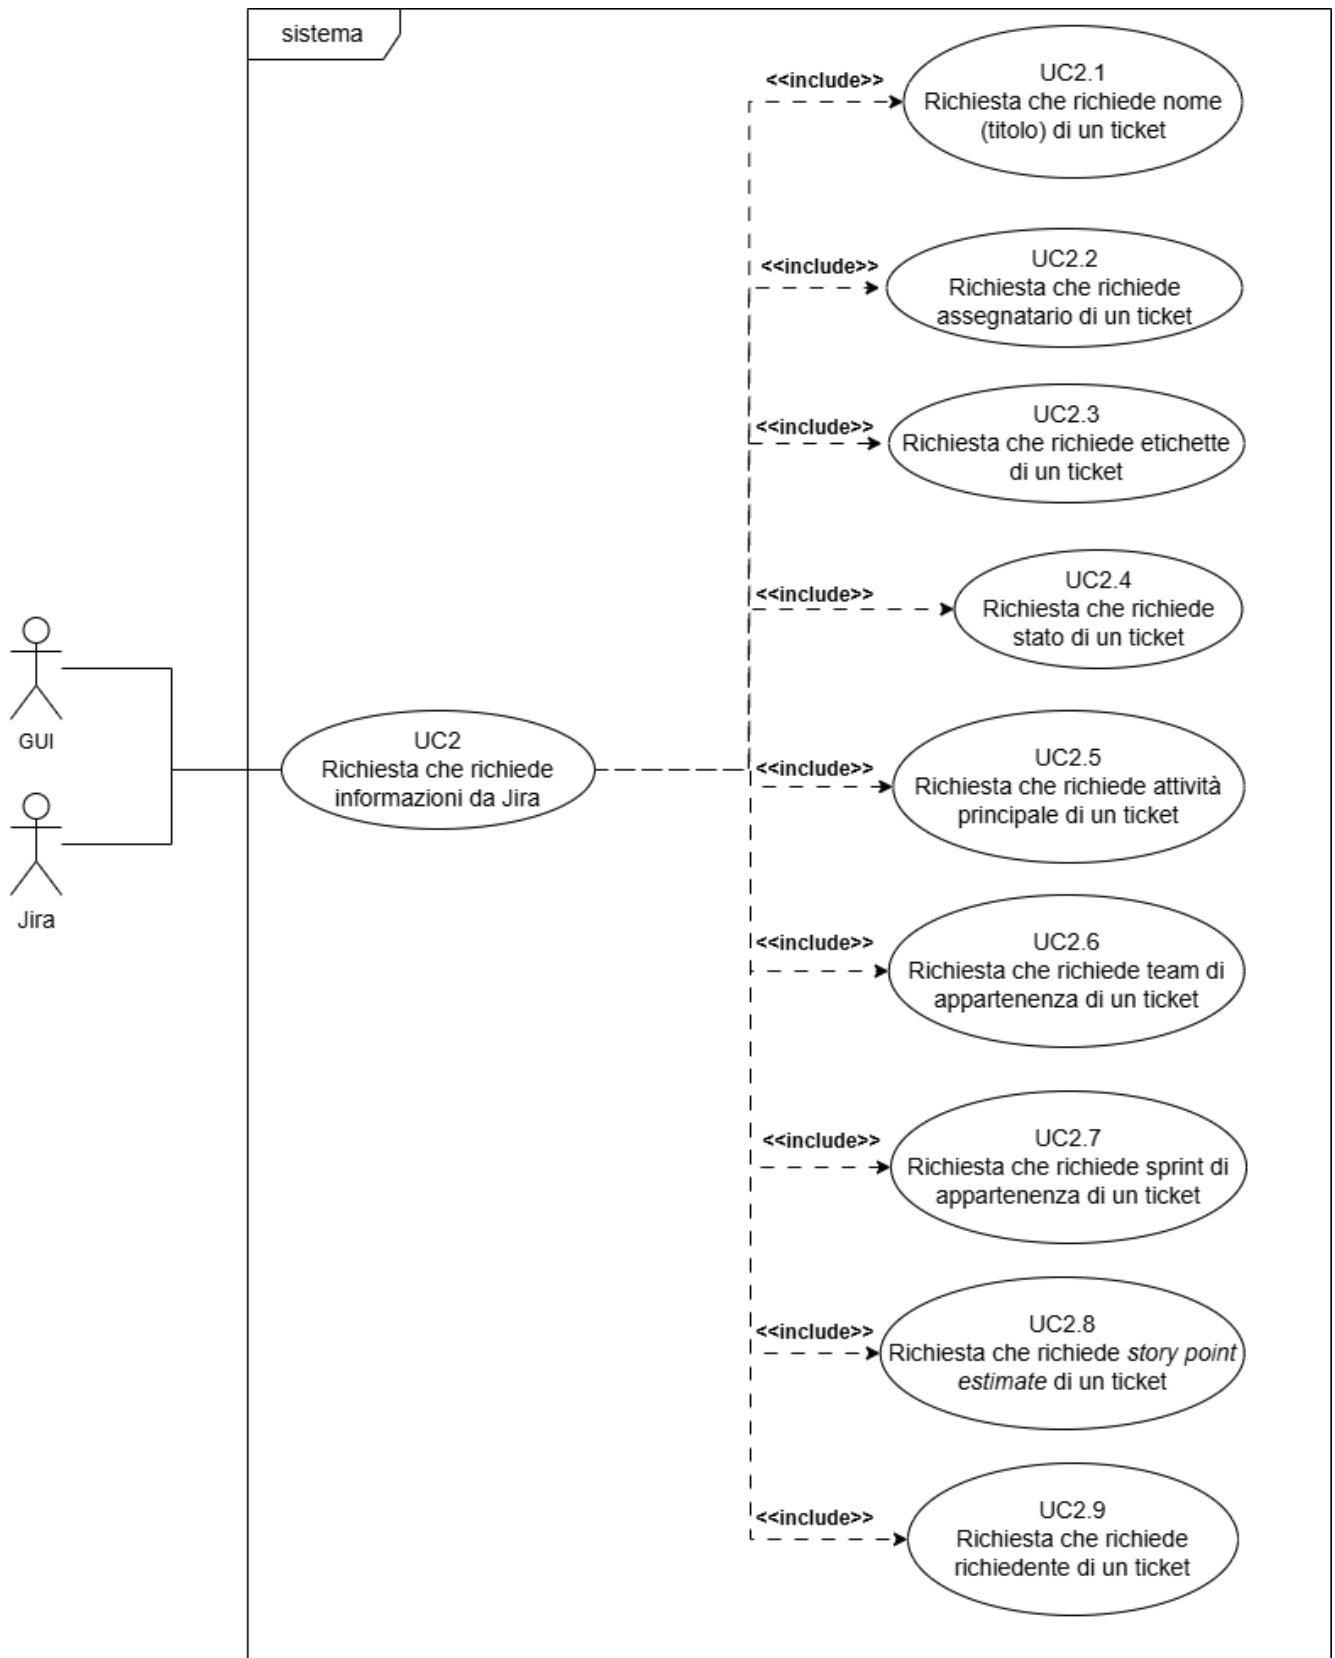 sistema
<<include>>
UC2.1
Richiesta che richiede nome
(titolo) di un ticket
<<include>>
UC2.2
Richiesta che richiede
assegnatario di un ticket
<<include>>
UC2.3
Richiesta che richiede etichette
di un ticket
<<include>>
UC2.4
Richiesta che richiede
stato di un ticket
GUI
UC2
Richiesta che richiede
informazioni da Jira
<<include>>
UC2.5
Richiesta che richiede attività
principale di un ticket
Jira
<<include>>
UC2.6
Richiesta che richiede team di
appartenenza di un ticket
<<include>>
UC2.7
Richiesta che richiede sprint di
appartenenza di un ticket
<<include>>
UC2.8
Richiesta che richiede story point
estimate di un ticket
<<include>>
UC2.9
Richiesta che richiede
richiedente di un ticket